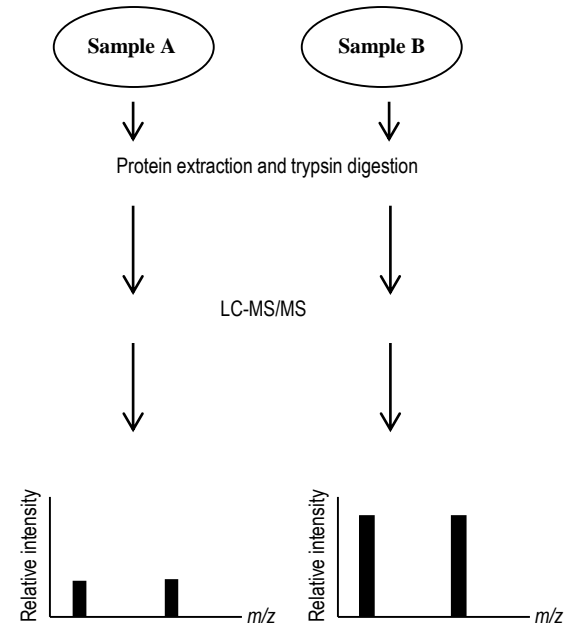 Sample A
Sample B
Protein extraction and trypsin digestion
LC-MS/MS
Relative intensity
m/z
Relative intensity
m/z